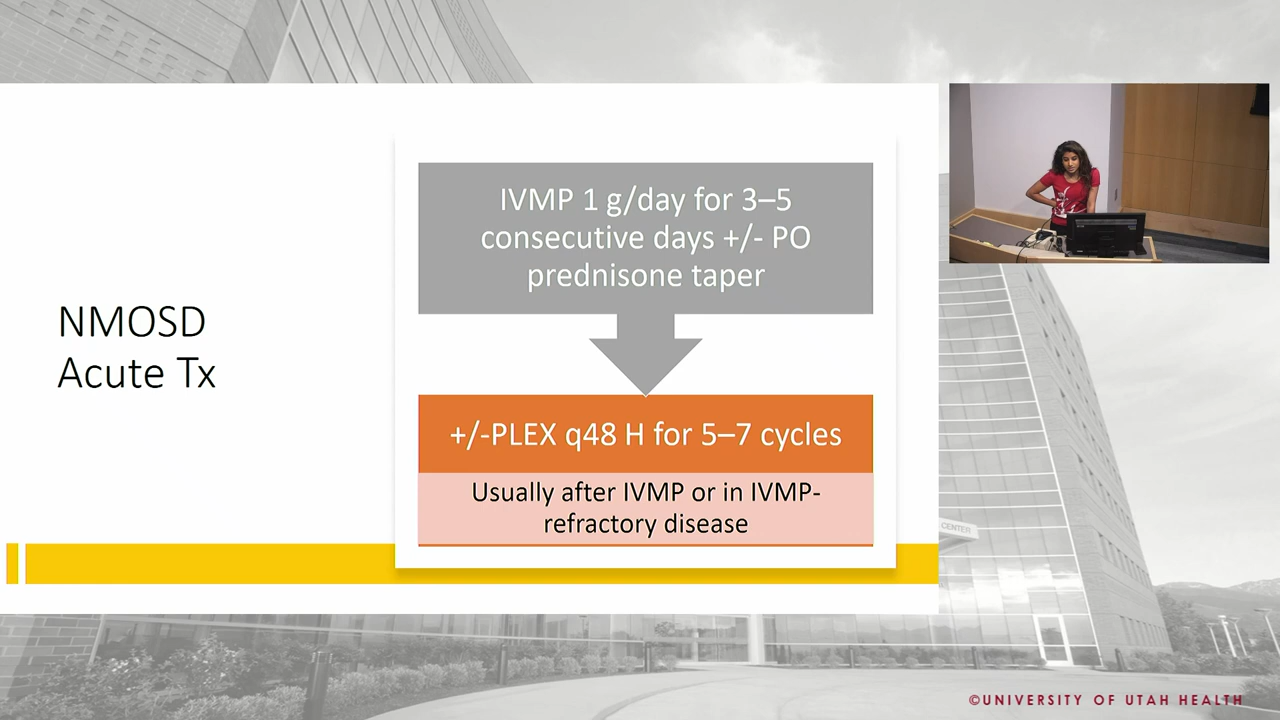 NMOSD
Acute Tx
IVMP 1 g/day for 3–5
consecutive days +/- PO
prednisone taper
+/-PLEX q48 H for 5–7 cycles
Usually after IVMP or in IVMP-
refractory disease
CENTER
©UNIVERSITY OF UTAH HEALTH